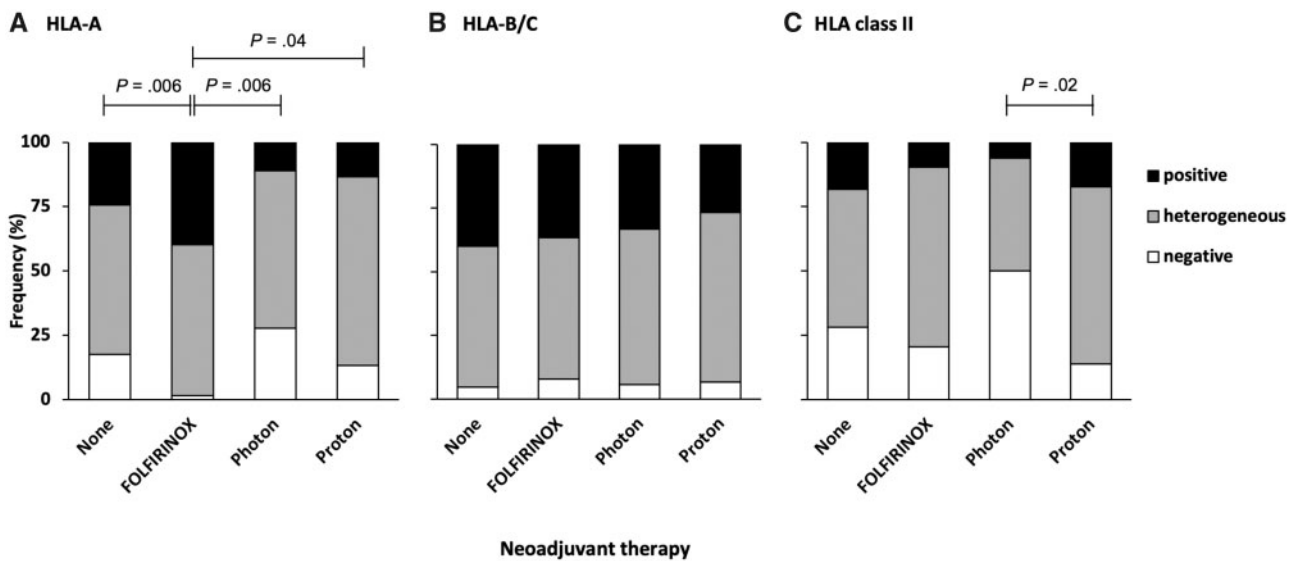 A HLA-A
B HLA-B/C
C HLA class II
P = .04
P = .006
P = .006
P = .02
Frequency (%)
100
75
50
25
0
positive
heterogeneous
negative
None
FOLFIRINOX
Photon
Proton
None
FOLFIRINOX
Photon
Proton
None
FOLFIRINOX
Photon
Proton
Neoadjuvant therapy